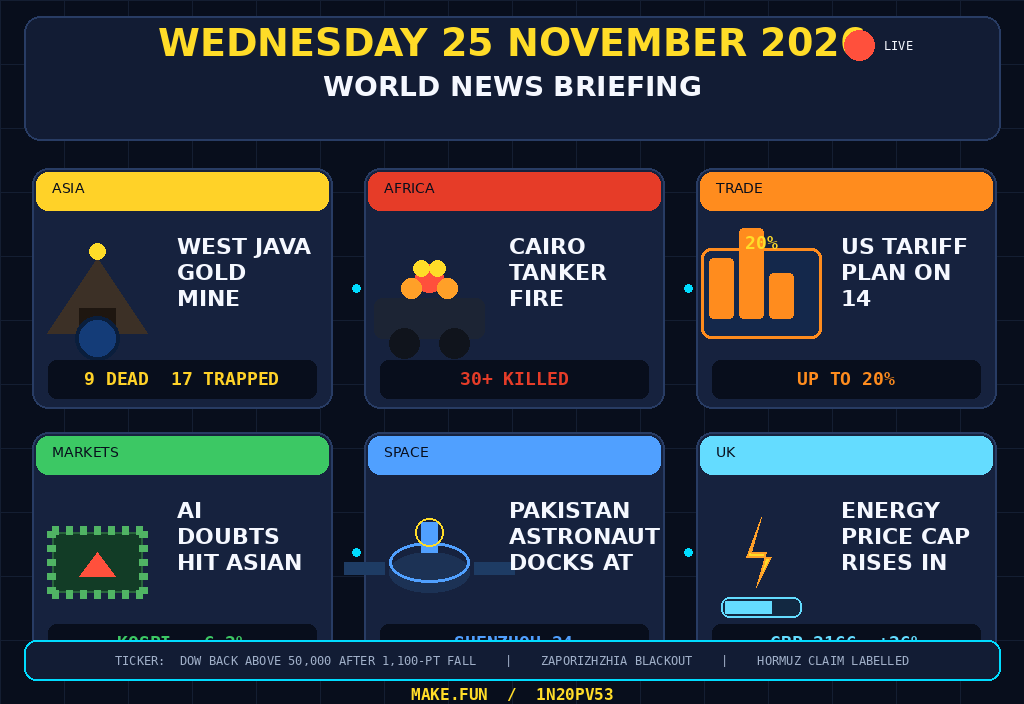 WEDNESDAY 25 NOVEMBER 202
LIVE
WORLD NEWS BRIEFING
ASIA
WEST JAVA
GOLD
MINE
9 DEAD  17 TRAPPED
AFRICA
CAIRO
TANKER
FIRE
30+ KILLED
TRADE
20%
US TARIFF
PLAN ON
14
UP TO 20%
MARKETS
AI
DOUBTS
HIT ASIAN
KOSPI
SPACE
PAKISTAN
ASTRONAUT
DOCKS AT
SHENZHOU
UK
ENERGY
PRICE CAP
RISES IN
TICKER:  DOW BACK ABOVE 50,000 AFTER 1,100-PT FALL    |    ZAPORIZHZHIA BLACKOUT    |    HORMUZ CLAIM LABELLED
MAKE.FUN  /  1N20PV53